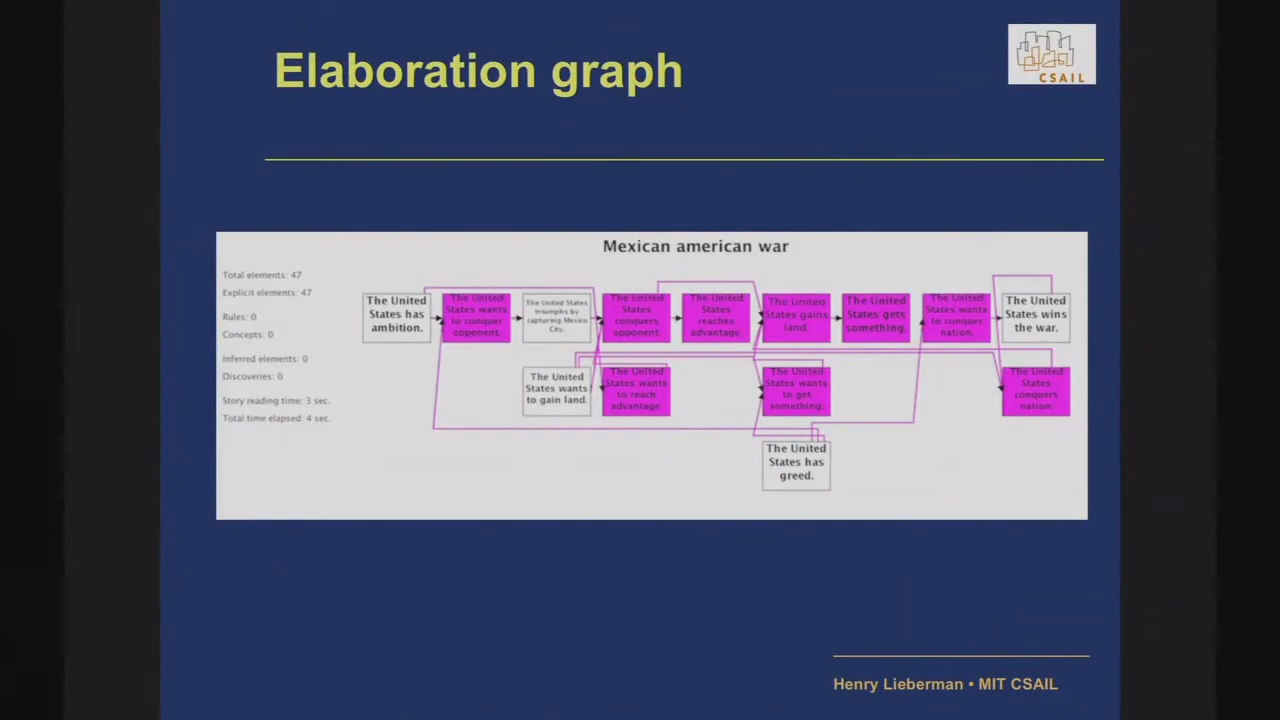 Elaboration graph
CSAIL
Mexican american war
Total elements: 47
Explicit elements: 47
Rules: 0
Concepts: 0
Inferred elements: 0
Discoveries: 0
Story reading time: 3 sec.
Total time elapsed: 4 sec.
The United
States has
ambition.
The United
States wants
to conquer
opponent.
The United States
triumphs by
capturing Mexico
City.
The United
States
conquers
opponent.
The United
States
reaches
advantage.
The United
States gains
land.
The United
States gets
something.
The United
States wants
to conquer
nation.
The United
States wins
the war.
The United
States wants
to gain land.
The United
States wants
to reach
advantage.
The United
States wants
to get
something.
The United
States
conquers
nation.
The United
States has
greed.
Henry Lieberman • MIT CSAIL